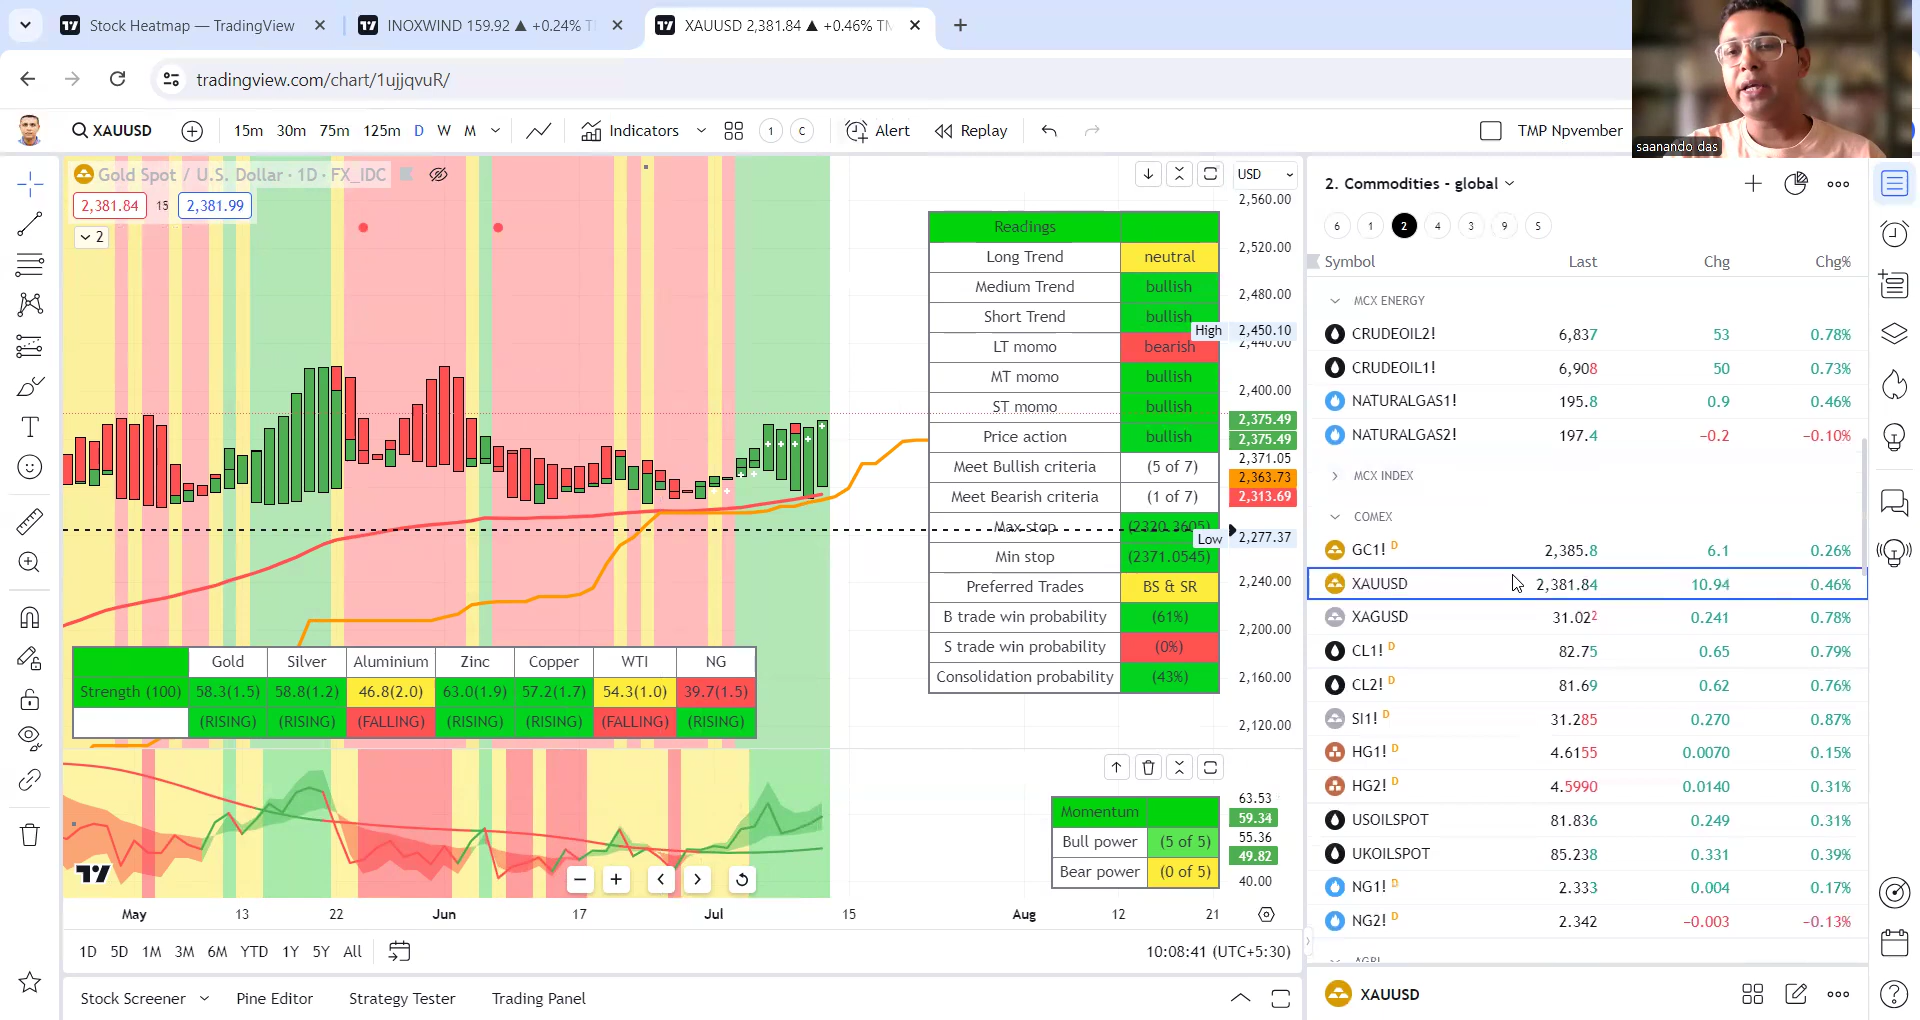 Stock Heatmap — TradingView
INOXWIND 159.92 ▲ +0.24%
XAUUSD 2,381.84 ▲ +0.46%
tradingview.com/chart/1ujjqvuR/
XAUUSD 15m 30m 75m 125m D W M Indicators 1 C Alert Replay TMP Npvember
saanando das
Gold Spot / U.S. Dollar · 1D · FX_IDC
USD
2,381.84 15 2,381.99
2
2,560.00
2,520.00
2,480.00
High 2,450.10
2,440.00
2,400.00
2,375.49
2,375.49
2,371.05
2,363.73
2,313.69
Low 2,277.37
2,240.00
2,200.00
2,160.00
2,120.00
Readings
Long Trend neutral
Medium Trend bullish
Short Trend bullish
LT momo bearish
MT momo bullish
ST momo bullish
Price action bullish
Meet Bullish criteria (5 of 7)
Meet Bearish criteria (1 of 7)
Max stop (2320.3605)
Min stop (2371.0545)
Preferred Trades BS & SR
B trade win probability (61%)
S trade win probability (0%)
Consolidation probability (43%)
Gold Silver Aluminium Zinc Copper WTI NG
Strength (100) 58.3(1.5) 58.8(1.2) 46.8(2.0) 63.0(1.9) 57.2(1.7) 54.3(1.0) 39.7(1.5)
(RISING) (RISING) (FALLING) (RISING) (RISING) (FALLING) (RISING)
63.53
59.34
55.36
49.82
40.00
Momentum
Bull power (5 of 5)
Bear power (0 of 5)
May 13 22 Jun 17 Jul 15 Aug 12 21
1D 5D 1M 3M 6M YTD 1Y 5Y All
10:08:41 (UTC+5:30)
Stock Screener Pine Editor Strategy Tester Trading Panel
2. Commodities - global
6 1 2 4 3 9 5
Symbol Last Chg Chg%
MCX ENERGY
CRUDEOIL2! 6,837 53 0.78%
CRUDEOIL1! 6,908 50 0.73%
NATURALGAS1! 195.8 0.9 0.46%
NATURALGAS2! 197.4 −0.2 −0.10%
MCX INDEX
COMEX
GC1! D 2,385.8 6.1 0.26%
XAUUSD 2,381.84 10.94 0.46%
XAGUSD 31.022 0.241 0.78%
CL1! D 82.75 0.65 0.79%
CL2! D 81.69 0.62 0.76%
SI1! D 31.285 0.270 0.87%
HG1! D 4.6155 0.0070 0.15%
HG2! D 4.5990 0.0140 0.31%
USOILSPOT 81.836 0.249 0.31%
UKOILSPOT 85.238 0.331 0.39%
NG1! D 2.333 0.004 0.17%
NG2! D 2.342 −0.003 −0.13%
XAUUSD